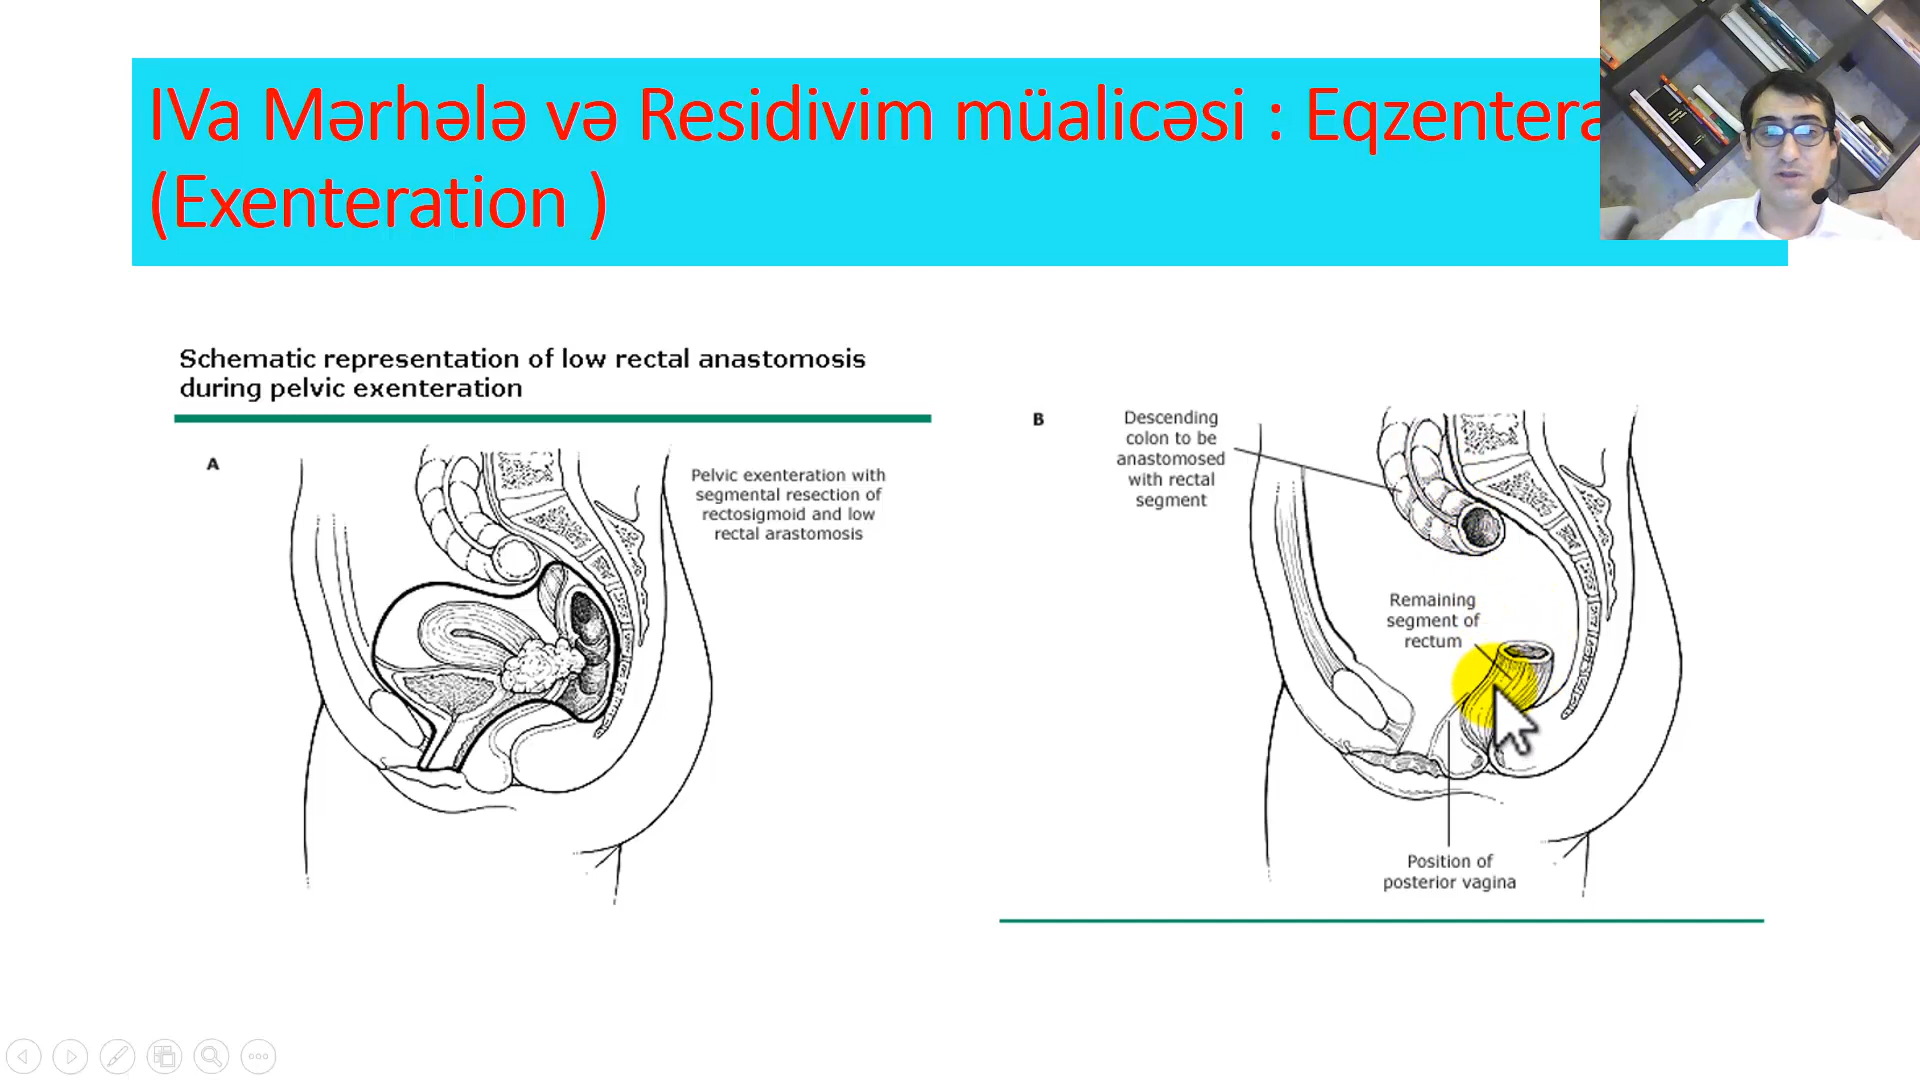 IVa Mərhələ və Residivim müalicəsi :
(Exenteration )
Schematic representation of low rectal anastomosis
during pelvic exenteration
A
Pelvic exenteration with
segmental resection of
rectosigmoid and low
rectal arastomosis
B
Descending
colon to be
anastomosed
with rectal
segment
Remaining
segment of
rectum
Position of
posterior vagina